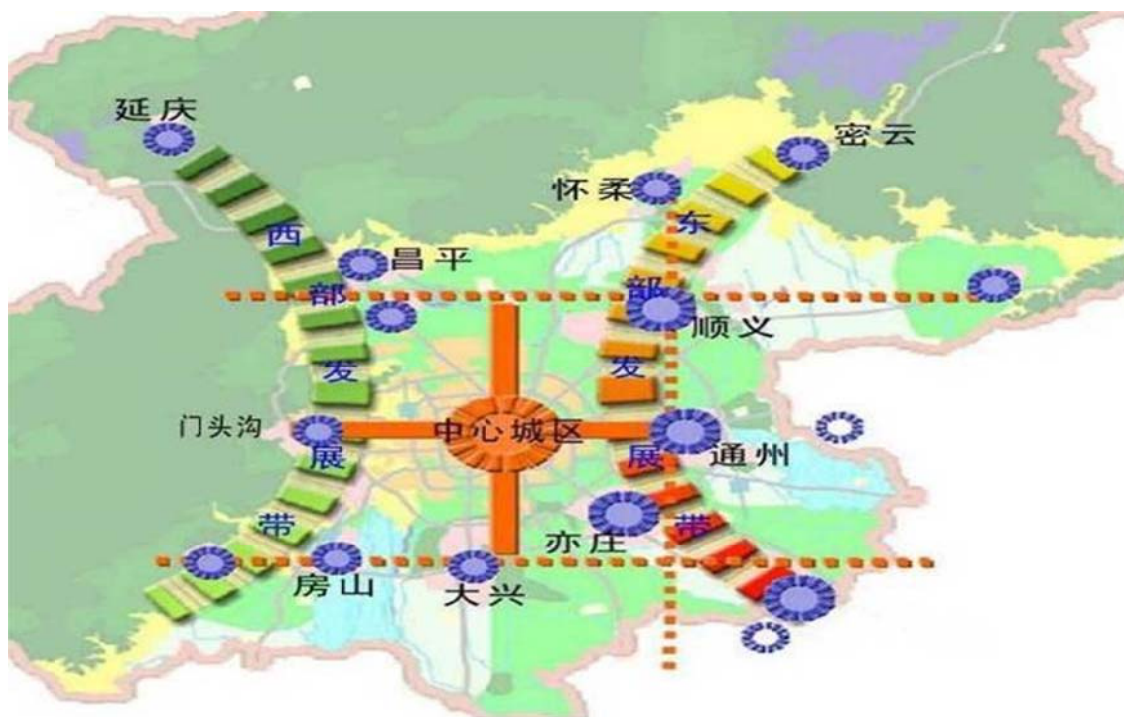 延庆
密云
怀柔
昌平
西部发展带
东部发展带
顺义
门头沟
中心城区
通州
亦庄
房山
大兴